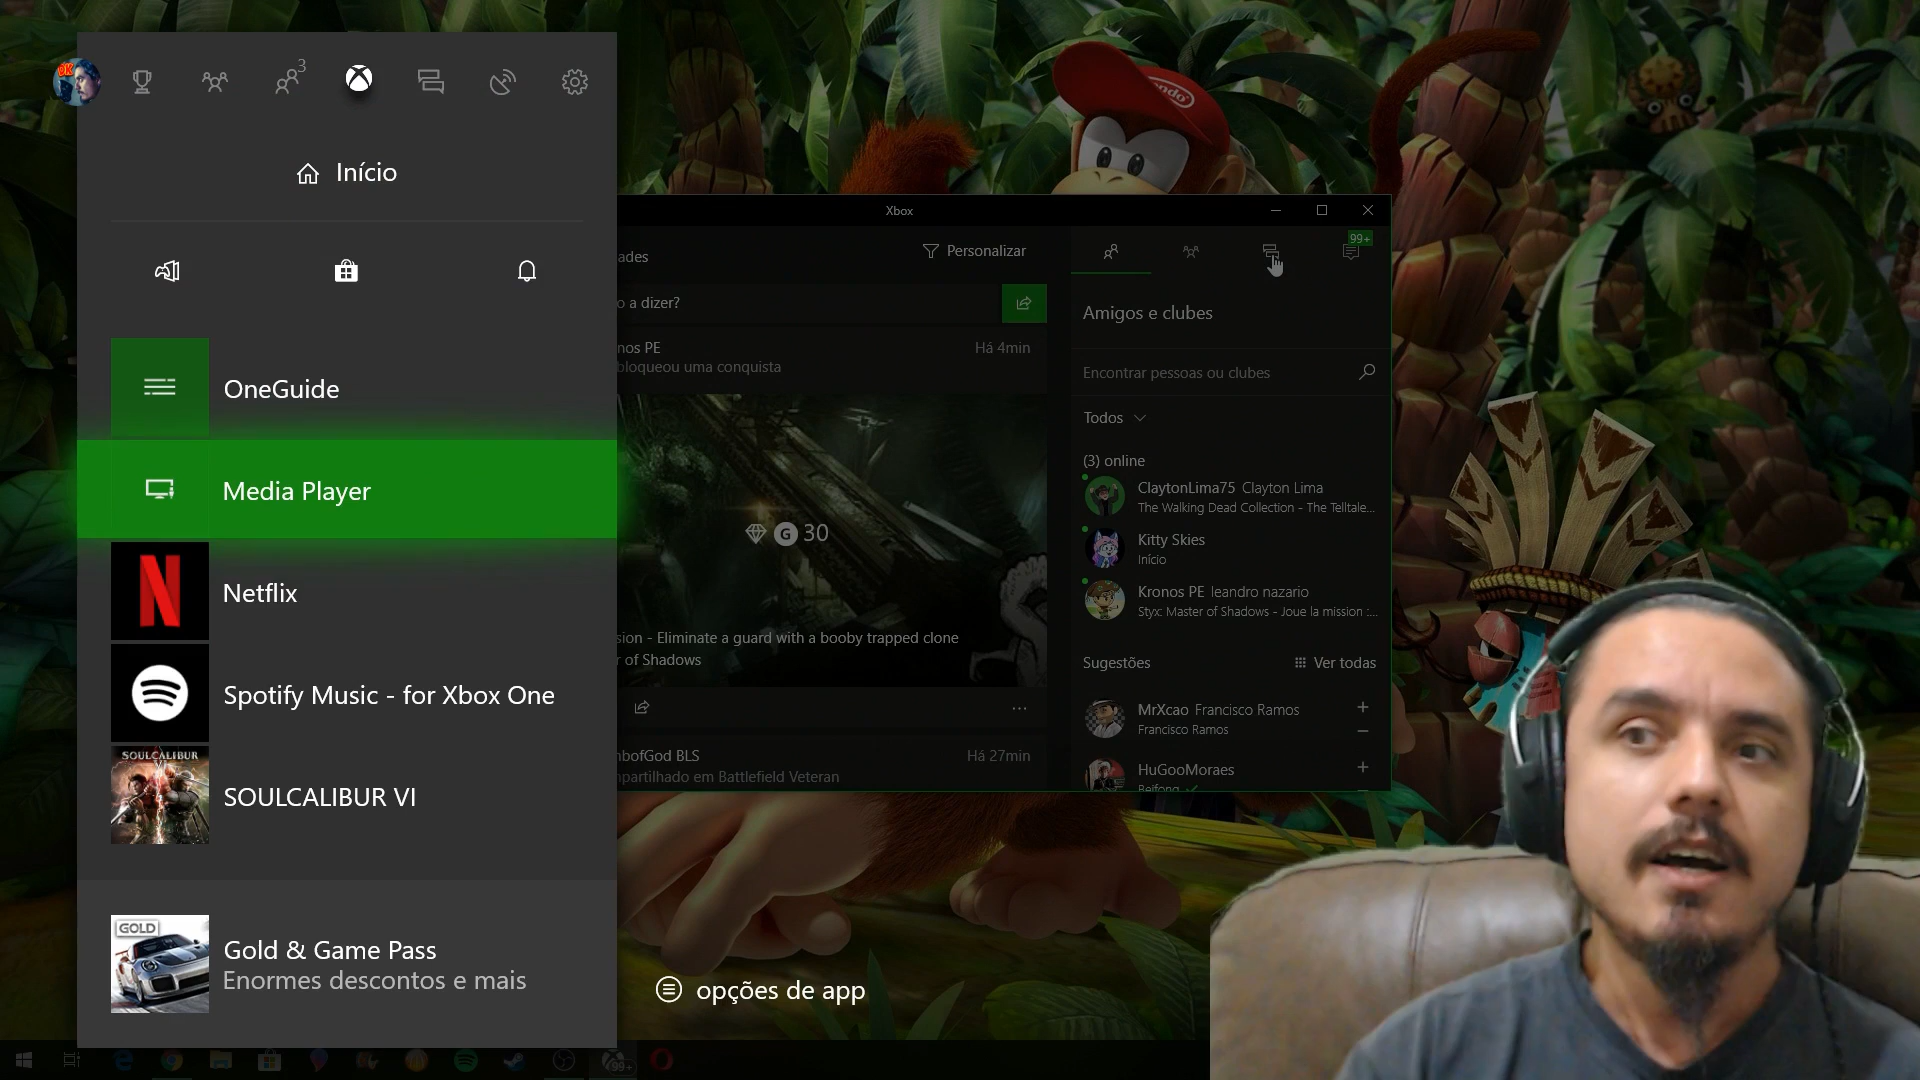 DK
3
Início
OneGuide
Media Player
Netflix
Spotify Music - for Xbox One
SOULCALIBUR
SOULCALIBUR VI
GOLD
Gold & Game Pass
Enormes descontos e mais
opções de app
Xbox
ades
Personalizar
o a dizer?
nos PE
Há 4min
bloqueou uma conquista
G 30
sion - Eliminate a guard with a booby trapped clone
r of Shadows
nbofGod BLS
Há 27min
npartilhado em Battlefield Veteran
99+
Amigos e clubes
Encontrar pessoas ou clubes
Todos
(3) online
ClaytonLima75 Clayton Lima
The Walking Dead Collection - The Telltale...
Kitty Skies
Início
Kronos PE leandro nazario
Styx: Master of Shadows - Joue la mission :...
Sugestões
Ver todas
MrXcao Francisco Ramos
Francisco Ramos
HuGooMoraes
Beifong
99+